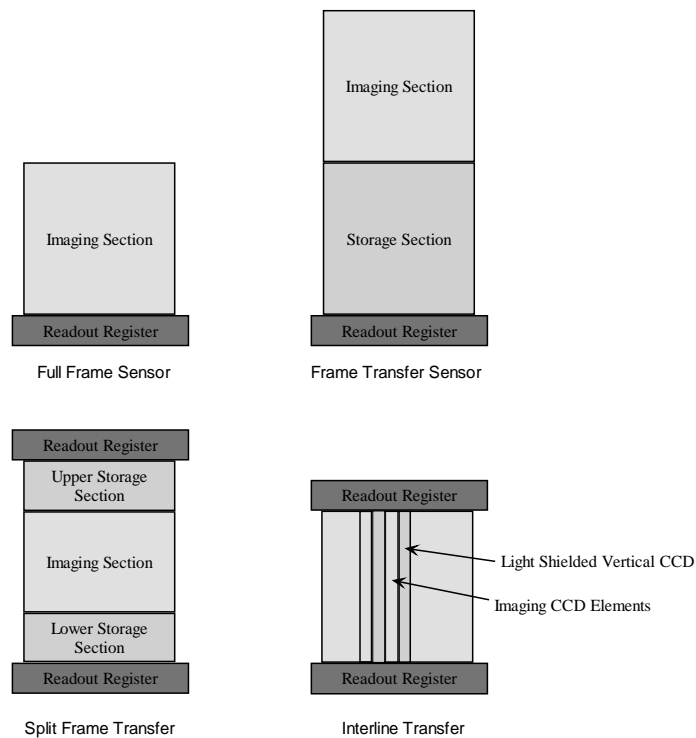 Imaging Section
Readout Register
Full Frame Sensor
Imaging Section
Storage Section
Readout Register
Frame Transfer Sensor
Readout Register
Upper Storage
Section
Imaging Section
Lower Storage
Section
Readout Register
Split Frame Transfer
Readout Register
Light Shielded Vertical CCD
Imaging CCD Elements
Readout Register
Interline Transfer